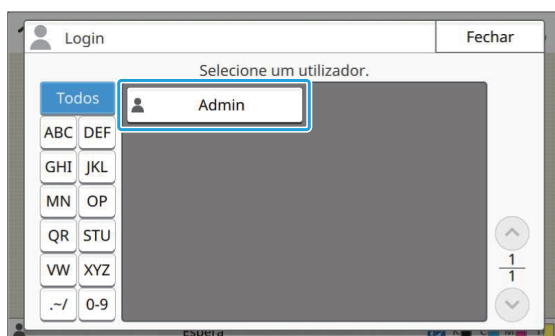 Login
Fechar
Selecione um utilizador.
Todos
Admin
ABC DEF
GHI JKL
MN OP
QR STU
VW XYZ
1
1
.~/ 0-9
Espera